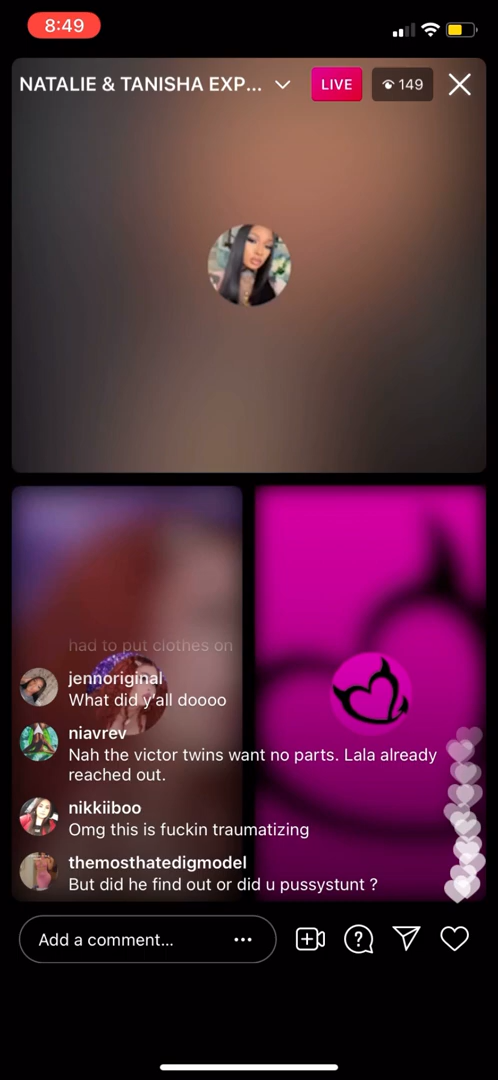 8:49
NATALIE & TANISHA EXP...
LIVE
149
had to put clothes on
jennoriginal
What did y'all doooo
niavrev
Nah the victor twins want no parts. Lala already
reached out.
nikkiiboo
Omg this is fuckin traumatizing
themosthatedigmodel
But did he find out or did u pussystunt ?
Add a comment...